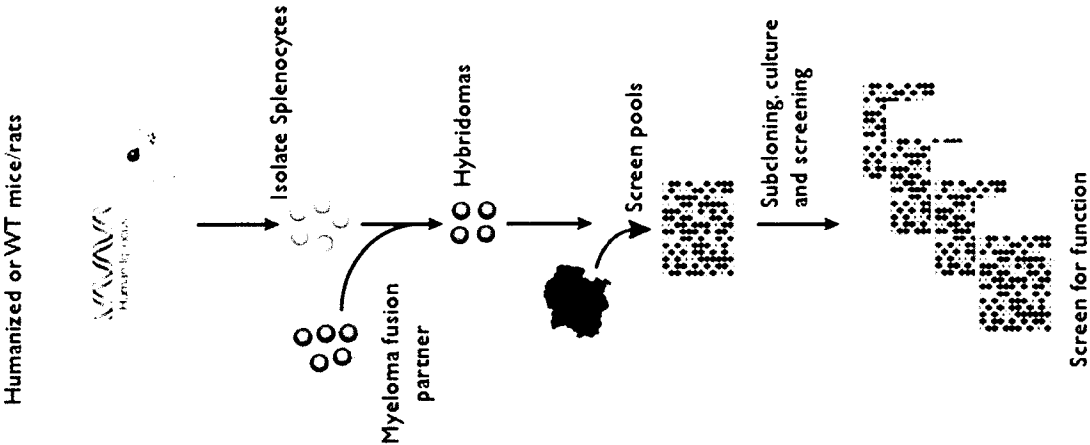 Humanized or WT mice/rats
Isolate Splenocytes
Myeloma fusion
partner
Hybridomas
Screen pools
Subcloning, culture
and screening
Screen for function